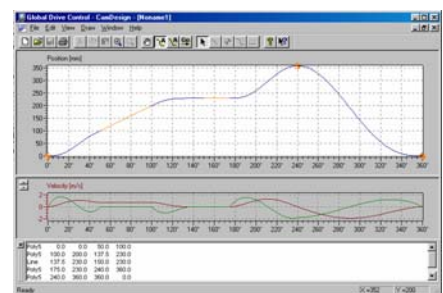 Global Drive Control - CamDesign - [Noname1]
File Edit View Draw Window Help
Position [mm]
350
300
250
200
150
100
50
0
0° 20° 40° 60° 80° 100° 120° 140° 160° 180° 200° 220° 240° 260° 280° 300° 320° 340° 360°
Velocity [m/s]
2
0
-2
0° 20° 40° 60° 80° 100° 120° 140° 160° 180° 200° 220° 240° 260° 280° 300° 320° 340° 360°
Poly5 0.0 0.0 50.0 100.0
Poly5 100.0 200.0 137.5 230.0
Line 137.5 230.0 150.0 230.0
Poly5 175.0 230.0 240.0 360.0
Poly5 240.0 360.0 360.0 0.0
Ready X =352 Y =200